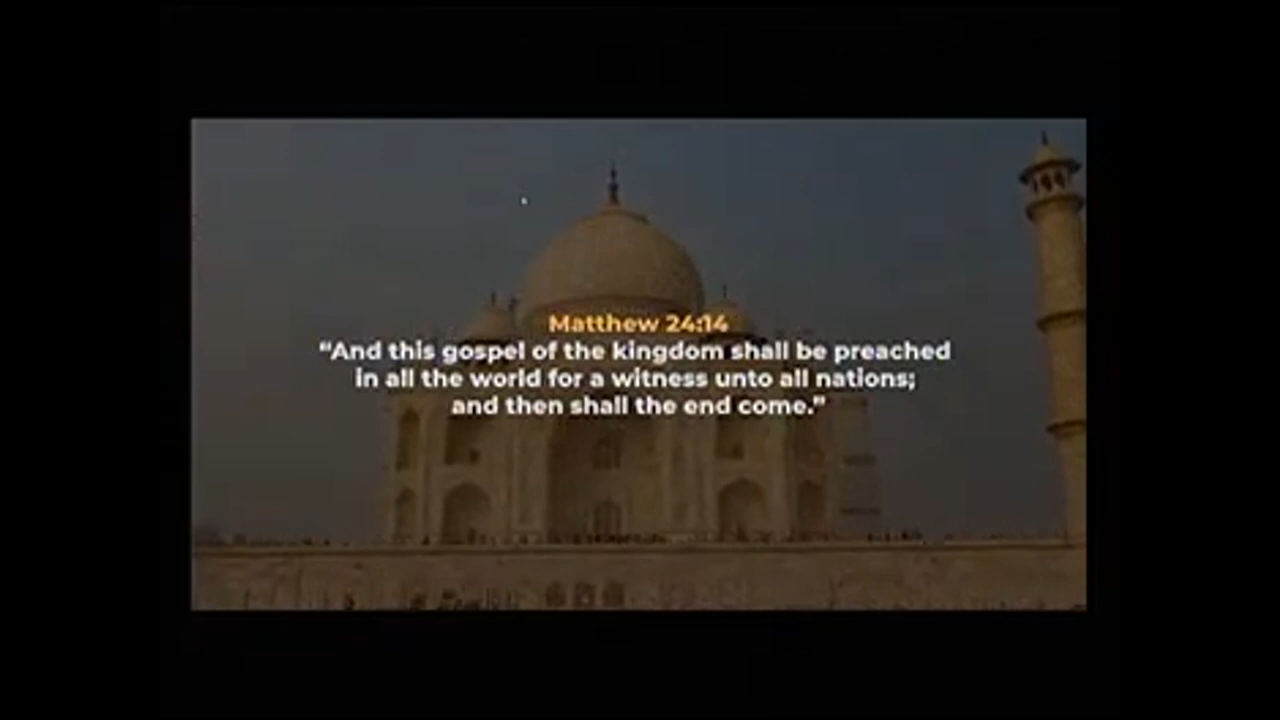 Matthew 24:14
“And this gospel of the kingdom shall be preached
in all the world for a witness unto all nations;
and then shall the end come.”